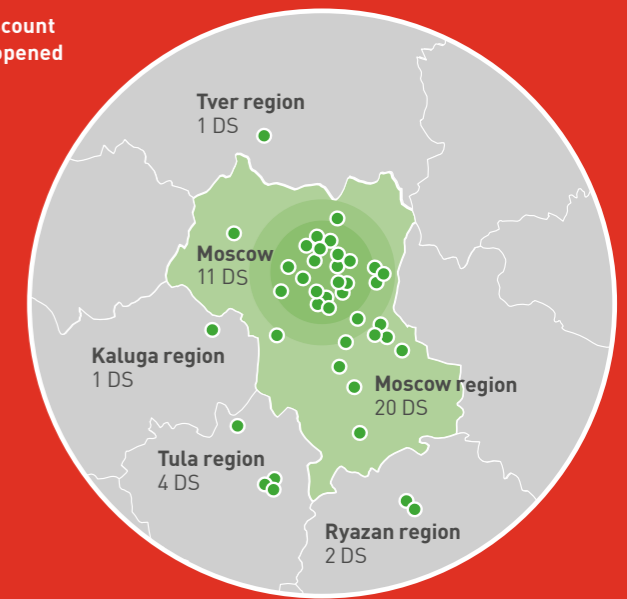 count
opened
Tver region
1 DS
Moscow
11 DS
Kaluga region
1 DS
Moscow region
20 DS
Tula region
4 DS
Ryazan region
2 DS